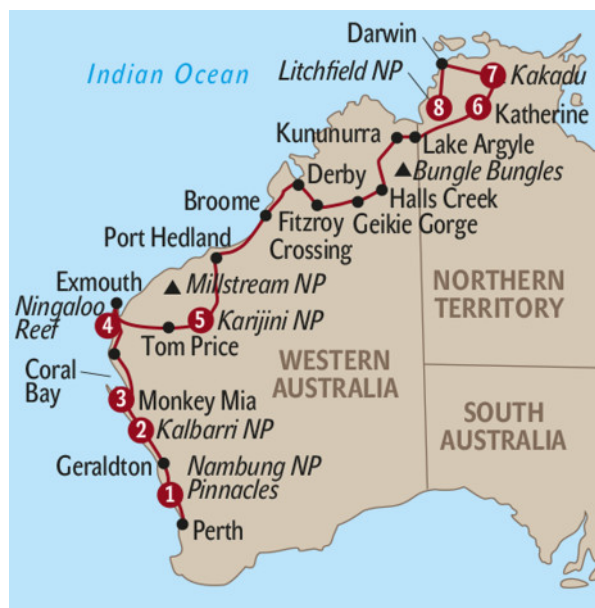 Darwin
Indian Ocean
Litchfield NP
7
Kakadu
8
6
Katherine
Kununurra
Lake Argyle
Bungle Bungles
Derby
Broome
Halls Creek
Fitzroy
Crossing
Geikie Gorge
Port Hedland
Exmouth
Millstream NP
Ningaloo
Reef
4
5
Karijini NP
Tom Price
NORTHERN
TERRITORY
WESTERN
AUSTRALIA
Coral
Bay
3
Monkey Mia
2
Kalbarri NP
SOUTH
AUSTRALIA
Geraldton
Nambung NP
Pinnacles
1
Perth